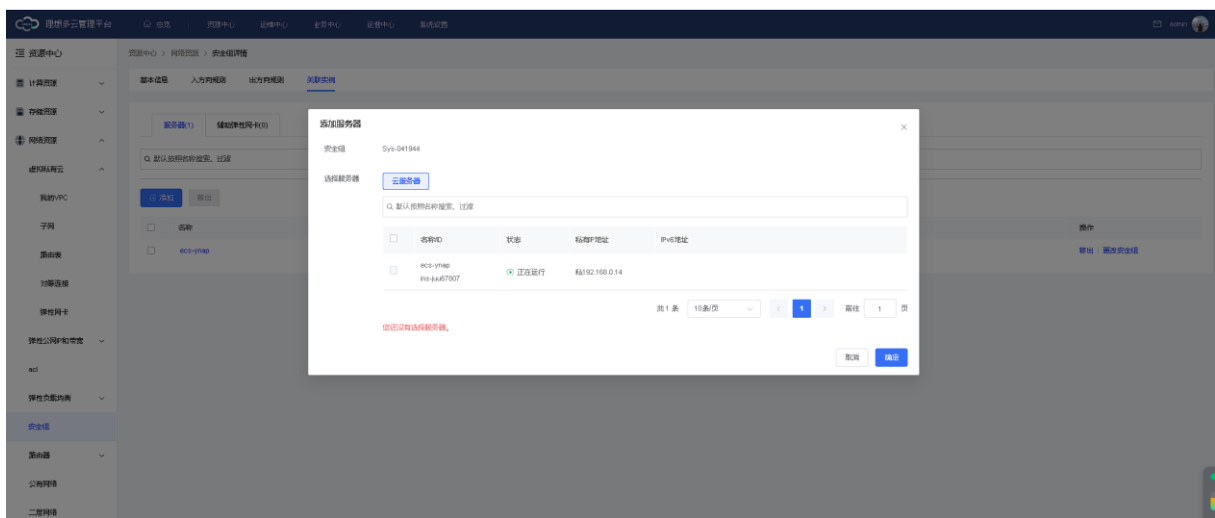 理想多云管理平台 总览 资源中心 运维中心 业务中心 运营中心 系统设置 admin
资源中心 资源中心 > 网络资源 > 安全组详情
计算资源 基本信息 入方向规则 出方向规则 关联实例
存储资源
服务器(1) 辅助弹性网卡(0) 添加服务器
网络资源
安全组 Sys-041944
默认按照名称搜索、过滤
虚拟私有云 选择服务器 云服务器
我的VPC 添加 移出 默认按照名称搜索、过滤
子网 名称 操作
名称/ID 状态 私有IP地址 IPv6地址
路由表 ecs-ynap 移出 更改安全组
ecs-ynap
正在运行 私192.168.0.14
ins-juu67807
对等连接
弹性网卡 共 1 条 10条/页 1 前往 1 页
您还没有选择服务器。
弹性公网IP和带宽
取消 确定
acl
弹性负载均衡
安全组
路由器
公有网络
二层网络